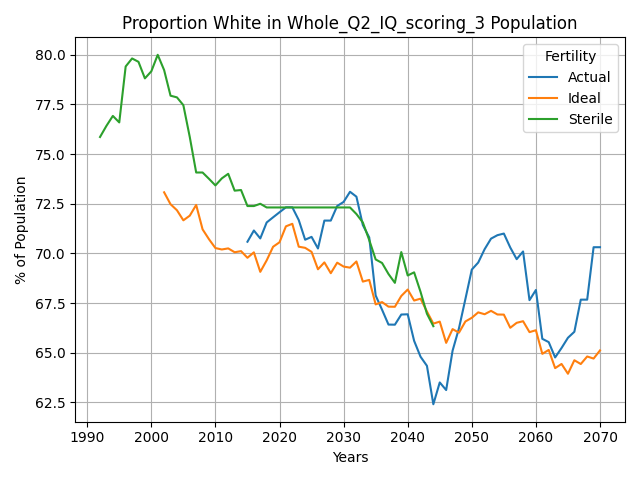 Proportion White in Whole_Q2_IQ_scoring_3 Population
% of Population
80.0
77.5
75.0
72.5
70.0
67.5
65.0
62.5
Fertility
Actual
Ideal
Sterile
1990 2000 2010 2020 2030 2040 2050 2060 2070
Years